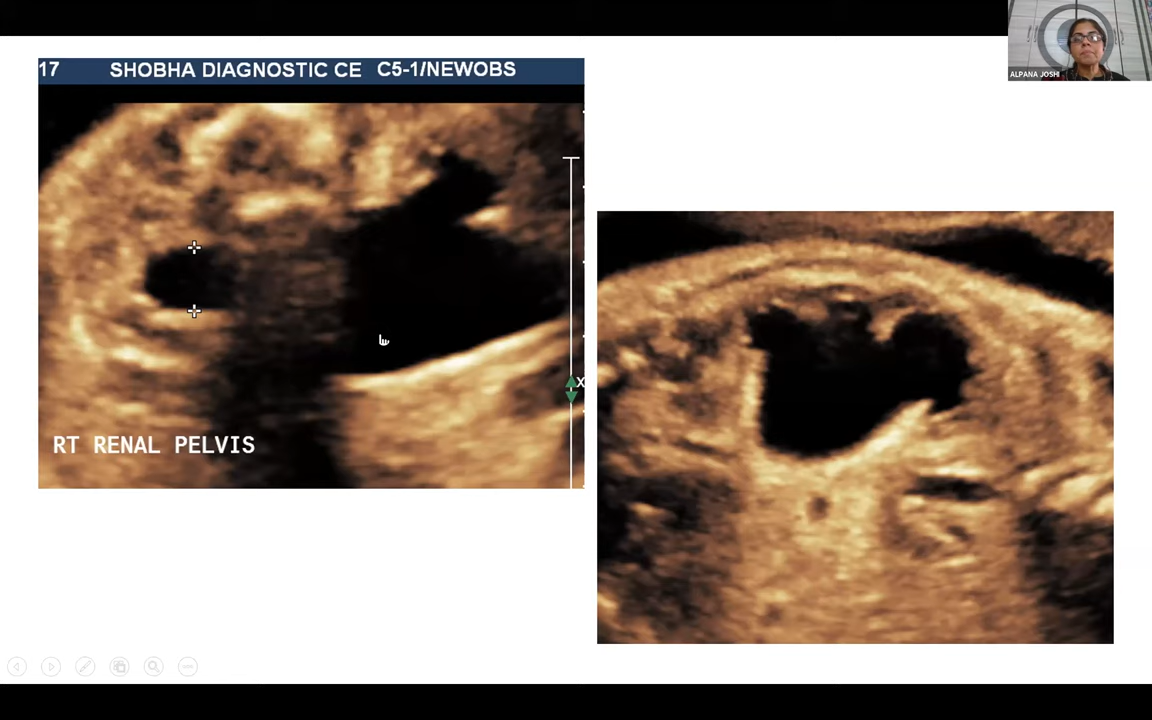 17 SHOBHA DIAGNOSTIC CE C5-1/NEWOBS
ALPANA JOSHI
X
RT RENAL PELVIS